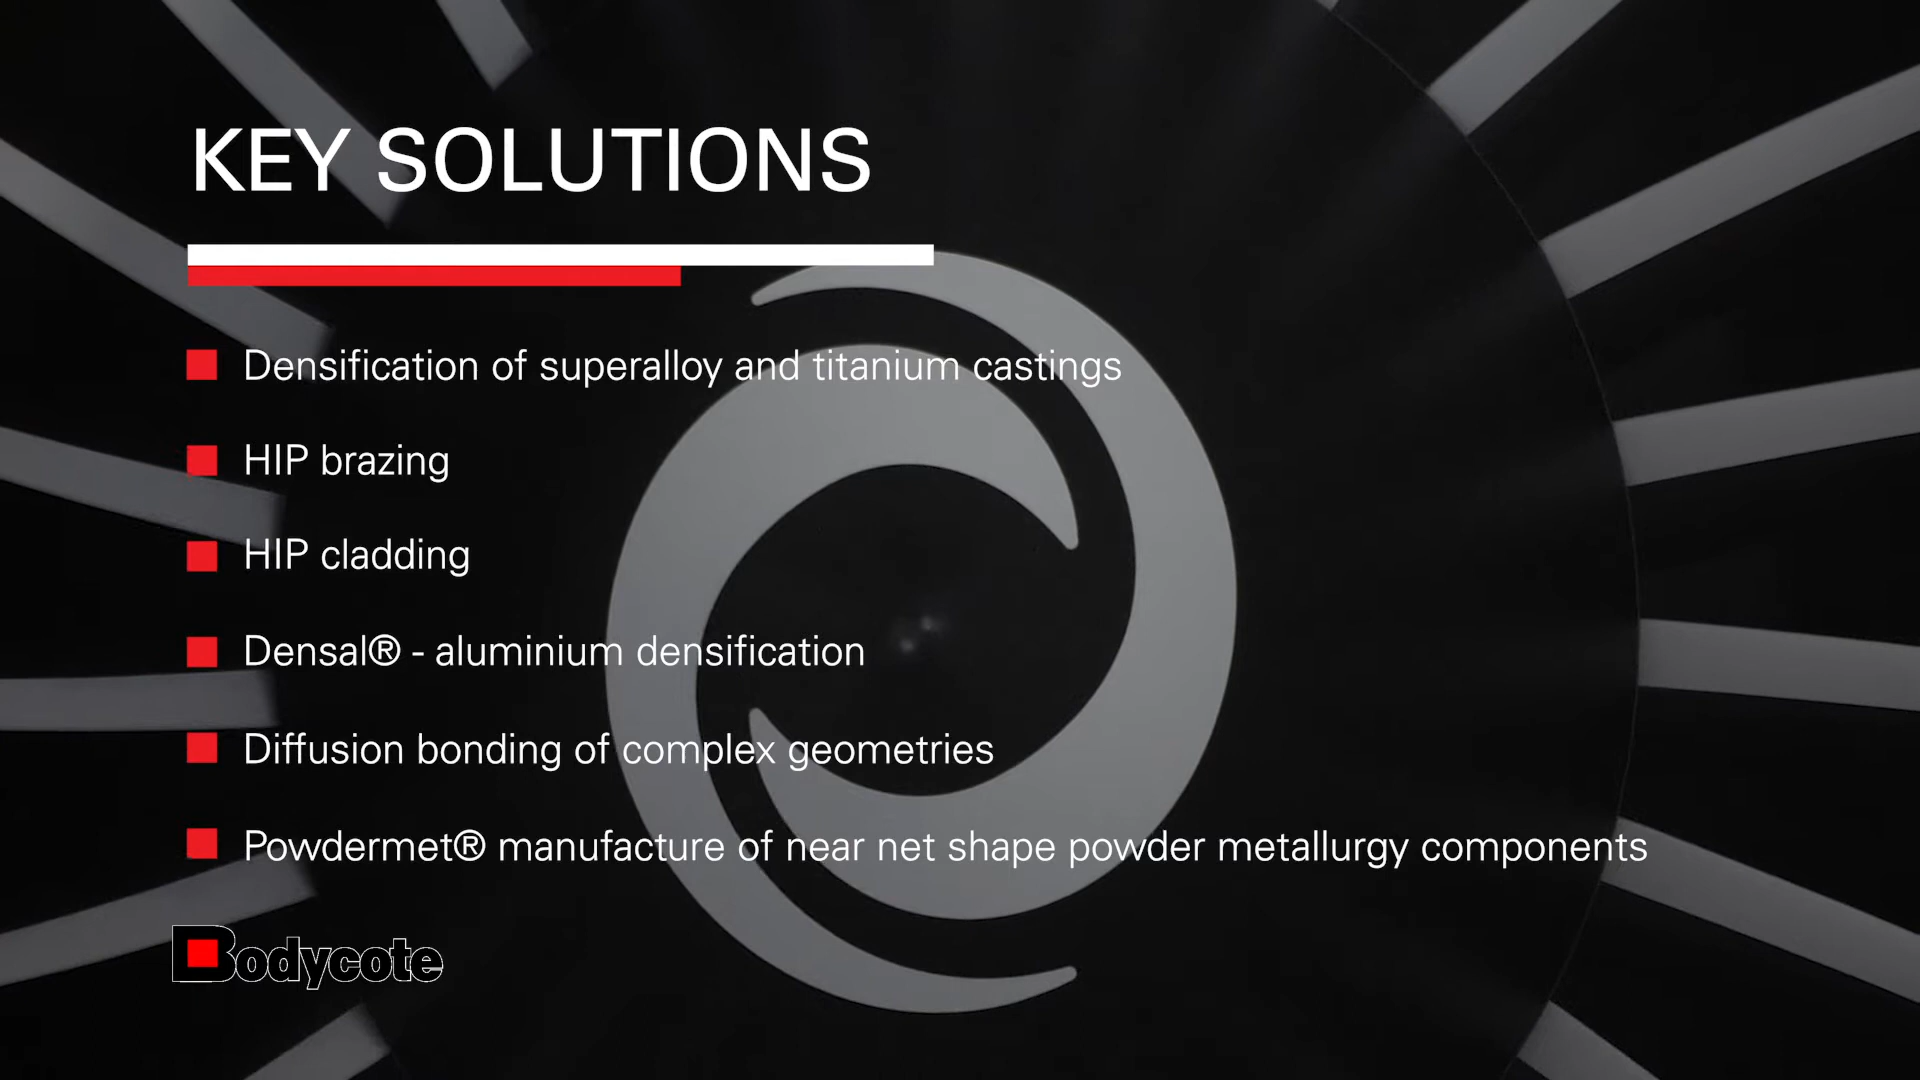 KEY SOLUTIONS
Densification of superalloy and titanium castings
HIP brazing
HIP cladding
Densal® - aluminium densification
Diffusion bonding of complex geometries
Powdermet® manufacture of near net shape powder metallurgy components
Bodycote